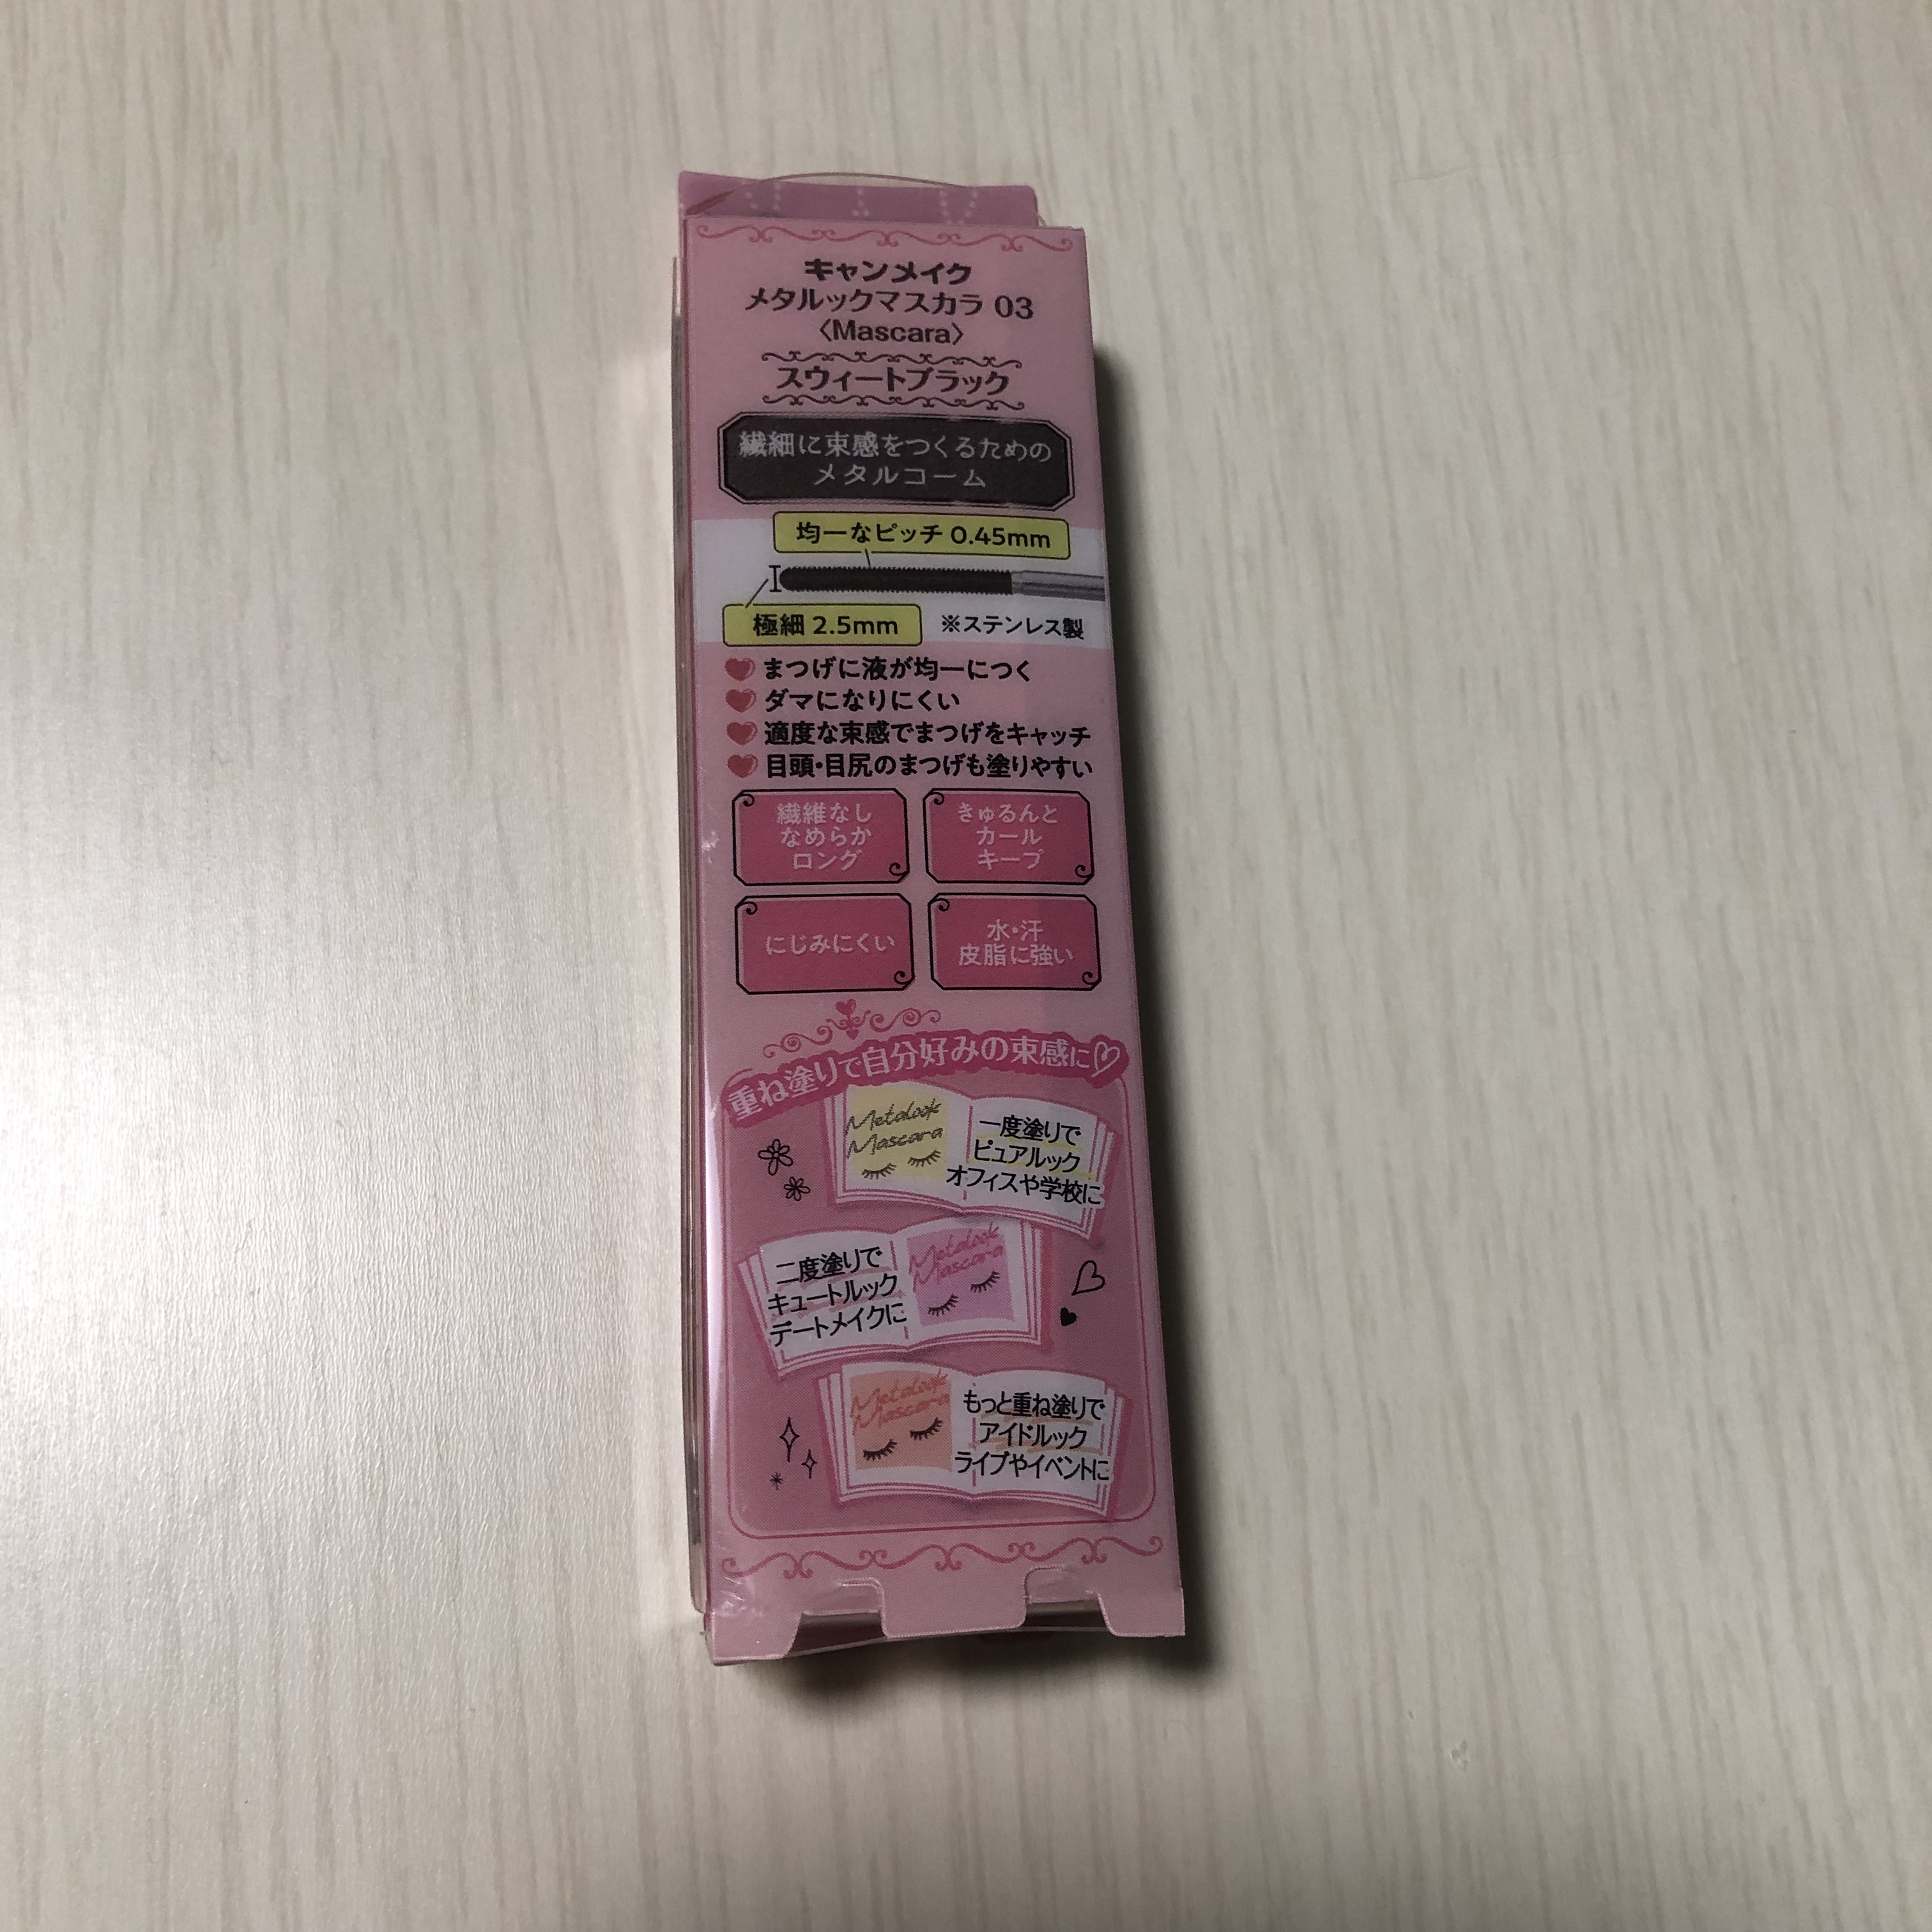 キャンメイク
メタルックマスカラ 03
〈Mascara〉
スウィートブラック
繊細に束感をつくるための
メタルコーム
均一なピッチ 0.45mm
極細 2.5mm
※ステンレス製
まつげに液が均一につく
ダマになりにくい
適度な束感でまつげをキャッチ
目頭・目尻のまつげも塗りやすい
繊維なし
なめらか
ロング
きゅるんと
カール
キープ
にじみにくい
水・汗
皮脂に強い
重ね塗りで自分好みの束感に♡
Metalook
Mascara
一度塗りで
ピュアルック
オフィスや学校に
二度塗りで
キュートルック
デートメイクに
Metalook
Mascara
Metalook
Mascara
もっと重ね塗りで
アイドルック
ライブやイベントに